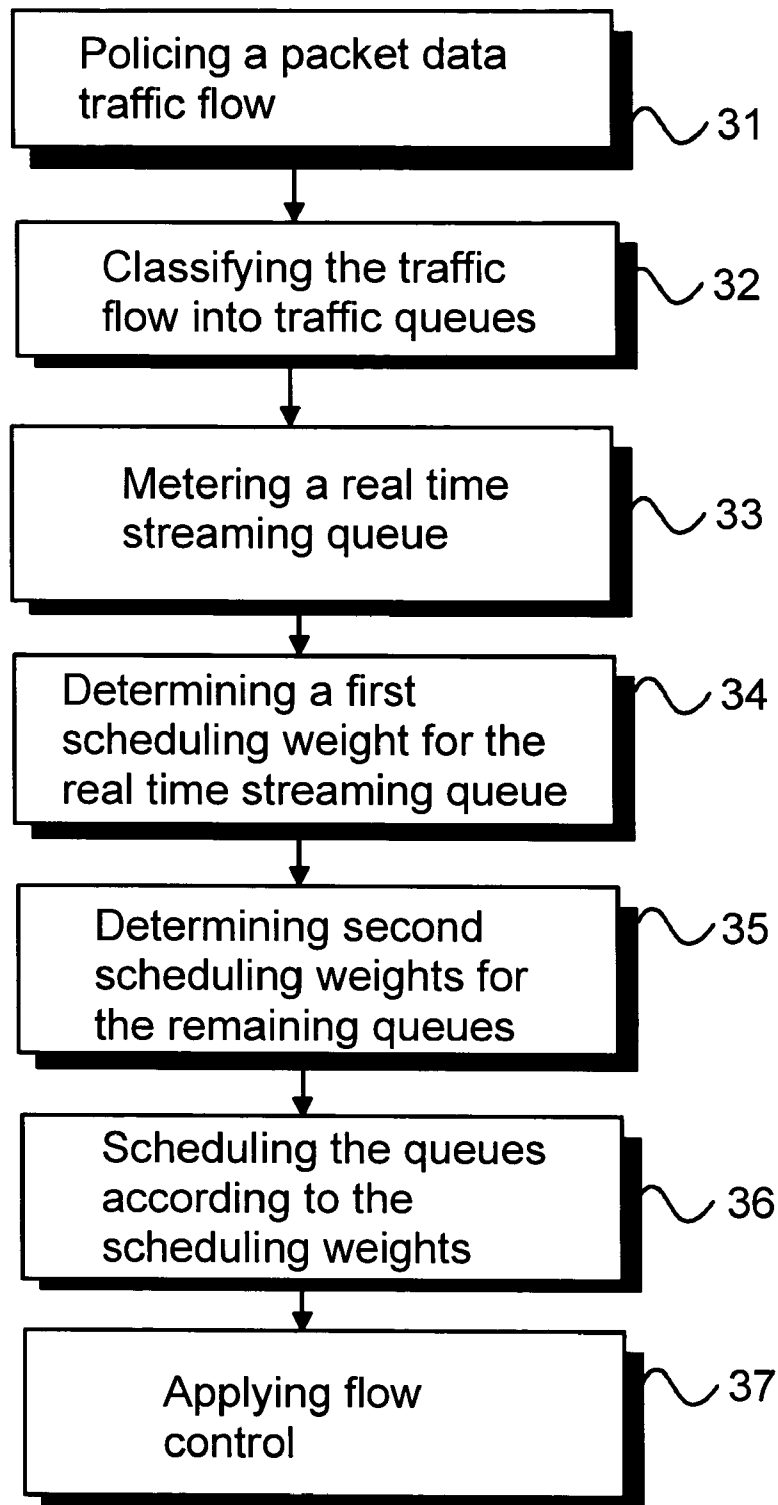 Policing a packet data
traffic flow
31
Classifying the traffic
flow into traffic queues
32
Metering a real time
streaming queue
33
Determining a first
scheduling weight for the
real time streaming queue
34
Determining second
scheduling weights for
the remaining queues
35
Scheduling the queues
according to the
scheduling weights
36
Applying flow
control
37